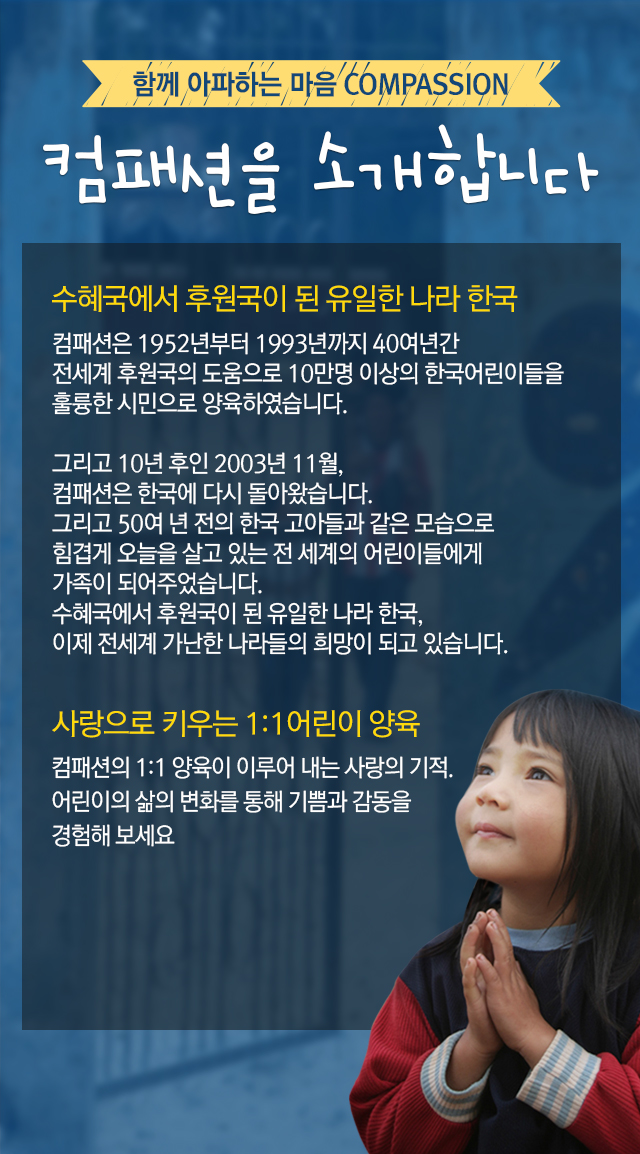 함께 아파하는 마음 COMPASSION
컴패션을 소개합니다
수혜국에서 후원국이 된 유일한 나라 한국
컴패션은 1952년부터 1993년까지 40여년간
전세계 후원국의 도움으로 10만명 이상의 한국어린이들을
훌륭한 시민으로 양육하였습니다.
그리고 10년 후인 2003년 11월,
컴패션은 한국에 다시 돌아왔습니다.
그리고 50여 년 전의 한국 고아들과 같은 모습으로
힘겹게 오늘을 살고 있는 전 세계의 어린이들에게
가족이 되어주었습니다.
수혜국에서 후원국이 된 유일한 나라 한국,
이제 전세계 가난한 나라들의 희망이 되고 있습니다.
사랑으로 키우는 1:1어린이 양육
컴패션의 1:1 양육이 이루어 내는 사랑의 기적.
어린이의 삶의 변화를 통해 기쁨과 감동을
경험해 보세요